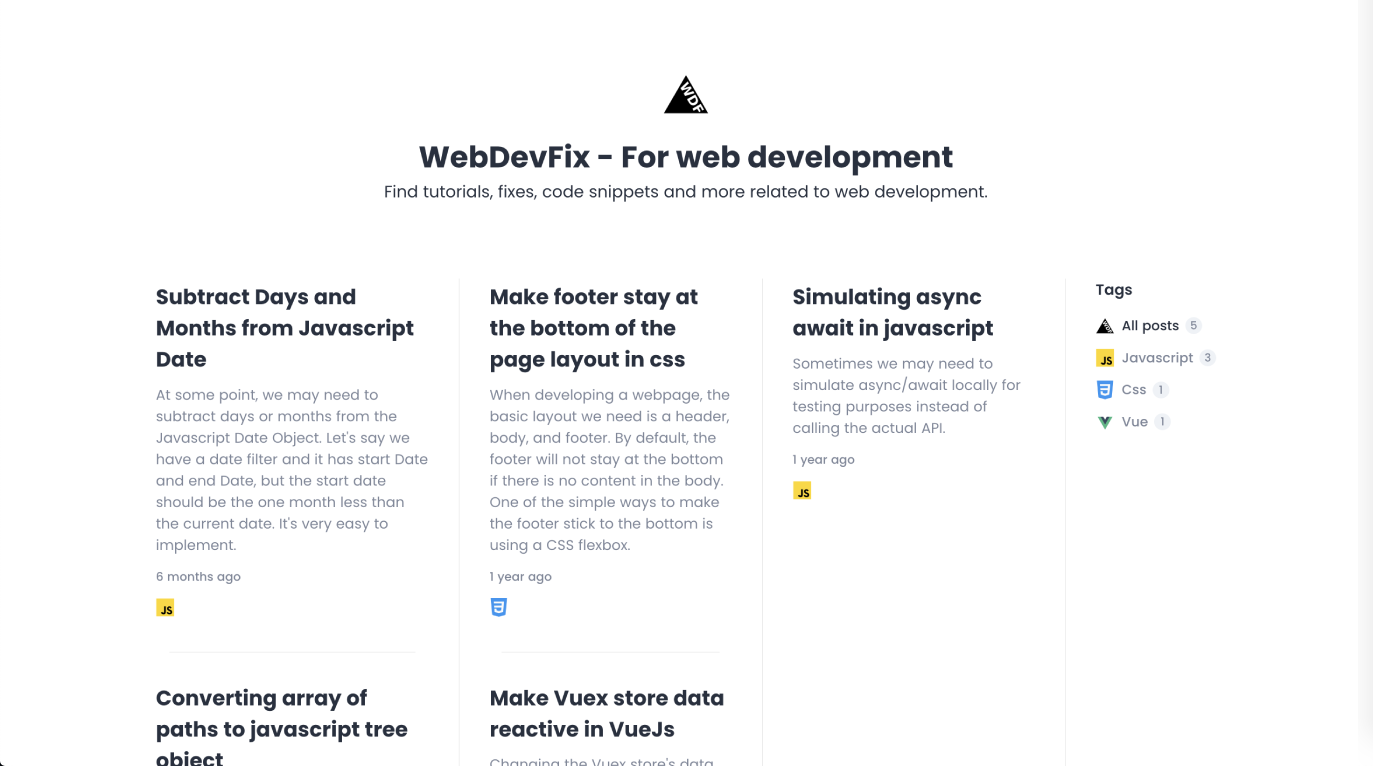 WDF
WebDevFix - For web development
Find tutorials, fixes, code snippets and more related to web development.
Subtract Days and
Months from Javascript
Date
At some point, we may need to
subtract days or months from the
Javascript Date Object. Let's say we
have a date filter and it has start Date
and end Date, but the start date
should be the one month less than
the current date. It's very easy to
implement.
6 months ago
JS
Converting array of
paths to javascript tree
object
Make footer stay at
the bottom of the
page layout in css
When developing a webpage, the
basic layout we need is a header,
body, and footer. By default, the
footer will not stay at the bottom
if there is no content in the body.
One of the simple ways to make
the footer stick to the bottom is
using a CSS flexbox.
1 year ago
Make Vuex store data
reactive in VueJs
Changing the Vuex store's data
Simulating async
await in javascript
Sometimes we may need to
simulate async/await locally for
testing purposes instead of
calling the actual API.
1 year ago
JS
Tags
All posts 5
JS Javascript 3
Css 1
Vue 1